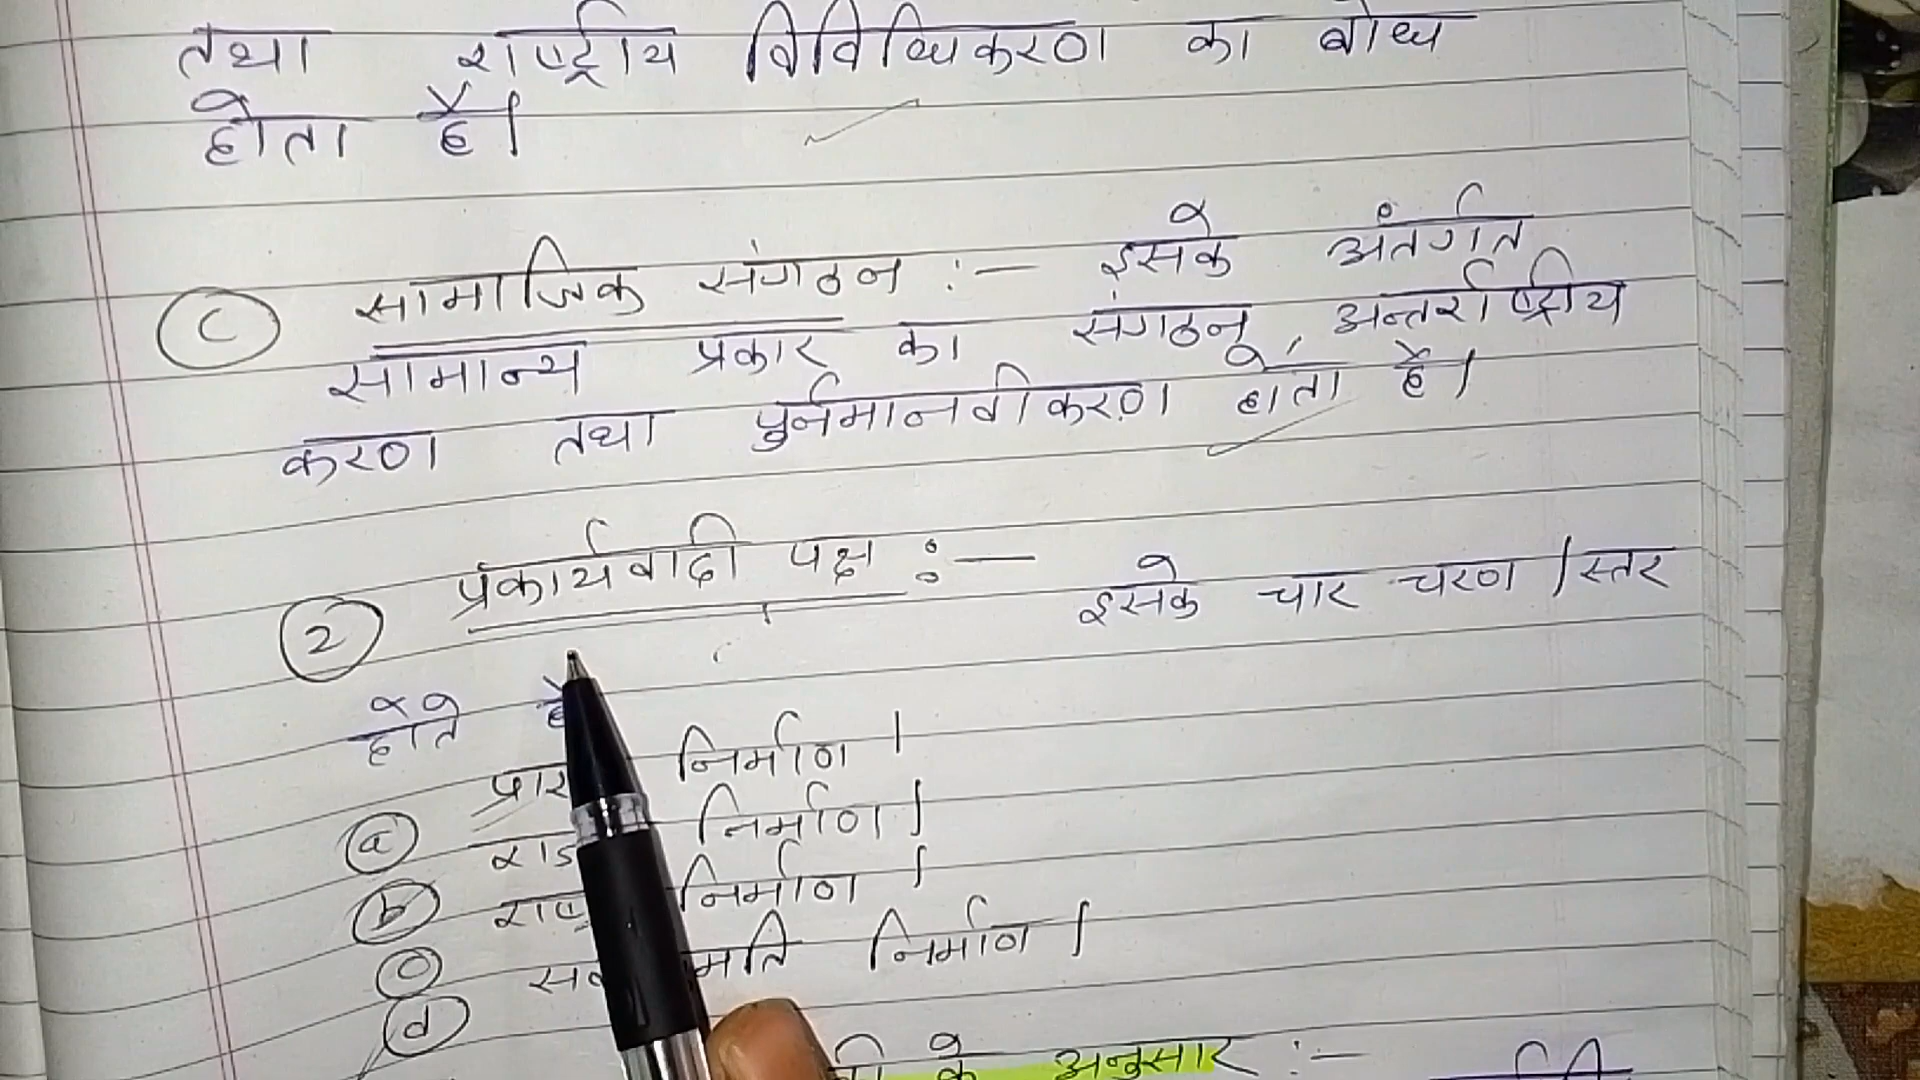 तथा राष्ट्रीय विविधिकरण का बोध
होता है।
(C) सामाजिक संगठन :— इसके अंतर्गत
सामान्य प्रकार का संगठन, अन्तर्राष्ट्रीय
करण तथा पुर्नमानवीकरण होता है।
(2) प्रकार्यवादी पक्ष :— इसके चार चरण / स्तर
होते
(a) निर्माण।
(b) निर्माण।
(c) निर्माण।
(d) निर्माण।
के अनुसार :—